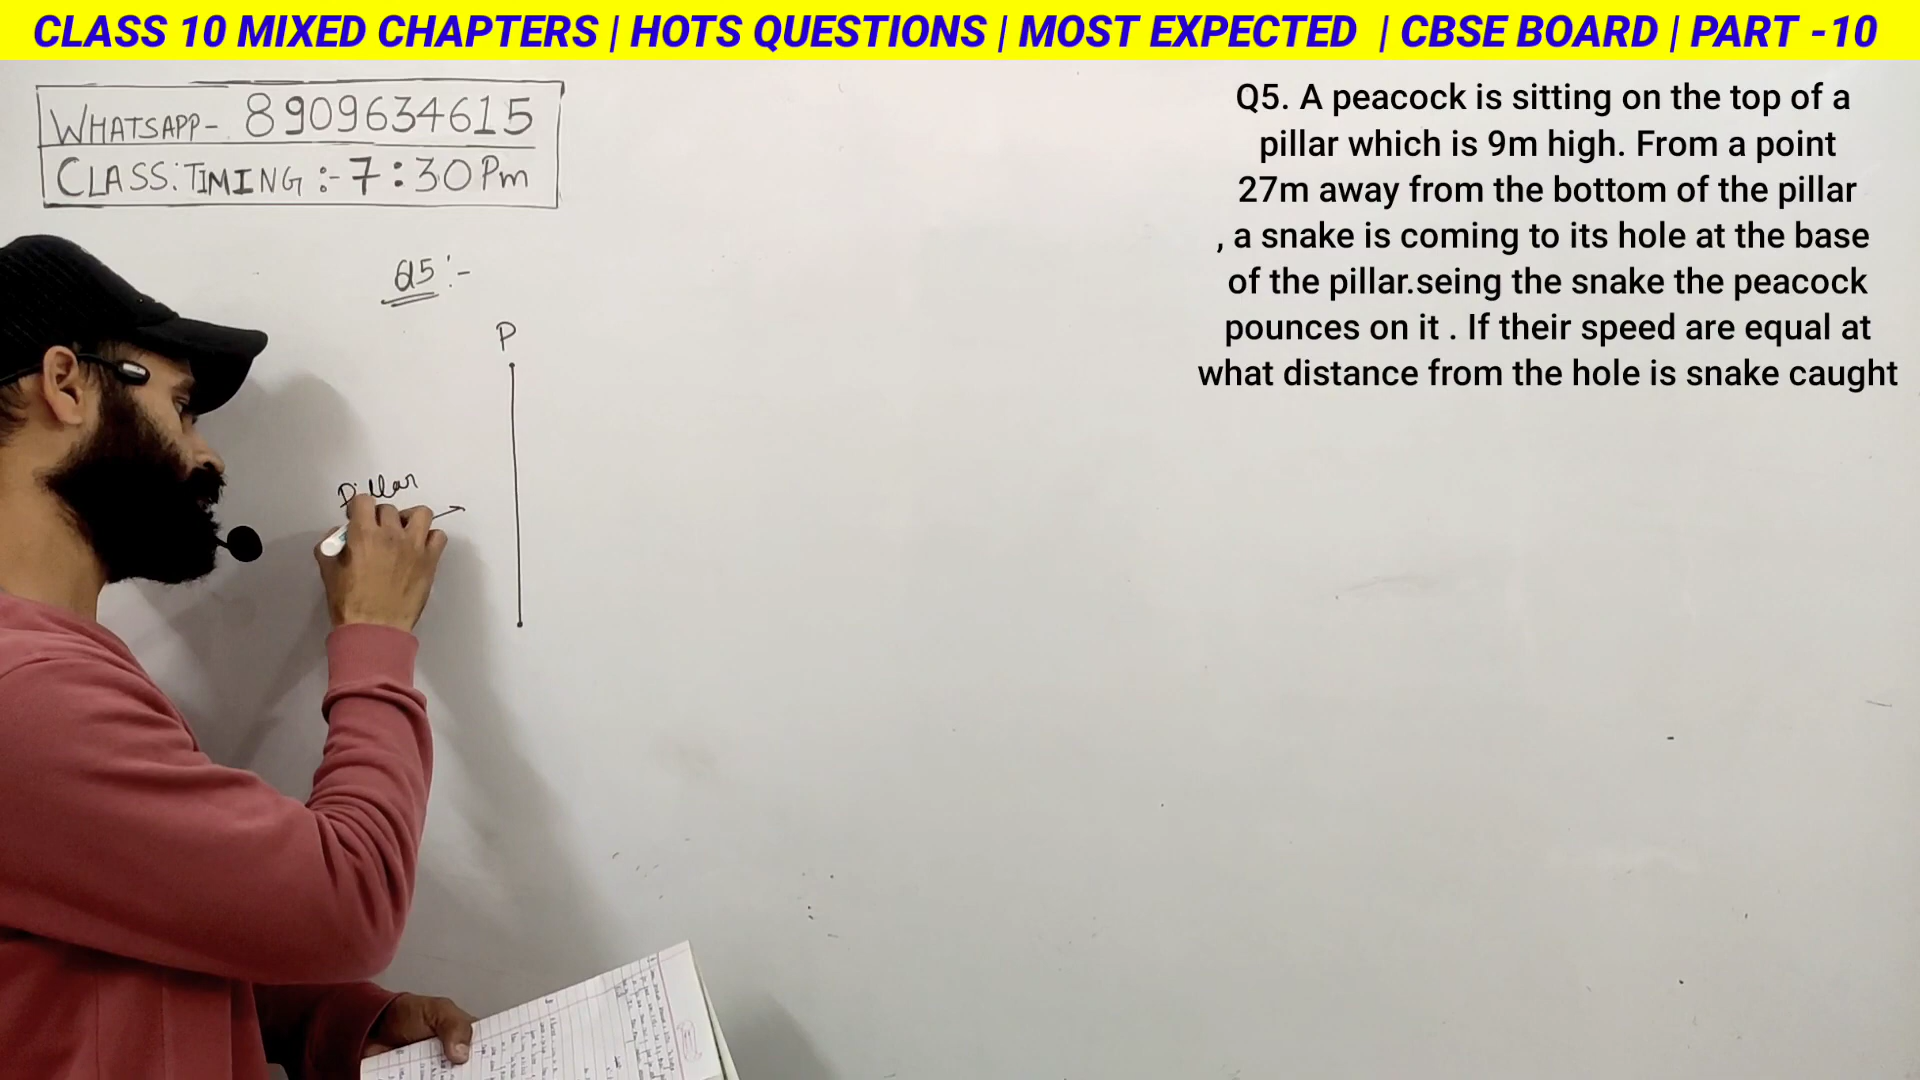 CLASS 10 MIXED CHAPTERS | HOTS QUESTIONS | MOST EXPECTED | CBSE BOARD | PART -10
WHATSAPP- 8909634615
CLASS:TIMING :- 7:30 Pm
Q5. A peacock is sitting on the top of a
pillar which is 9m high. From a point
27m away from the bottom of the pillar
, a snake is coming to its hole at the base
of the pillar.seing the snake the peacock
pounces on it . If their speed are equal at
what distance from the hole is snake caught
Q5:-
P
Pillar